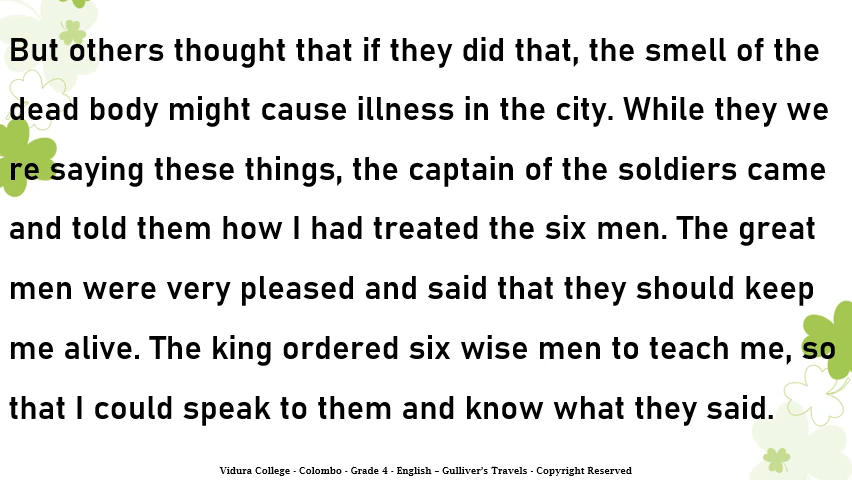 But others thought that if they did that, the smell of the
dead body might cause illness in the city. While they we
re saying these things, the captain of the soldiers came
and told them how I had treated the six men. The great
men were very pleased and said that they should keep
me alive. The king ordered six wise men to teach me, so
that I could speak to them and know what they said.
Vidura College - Colombo - Grade 4 - English – Gulliver's Travels - Copyright Reserved